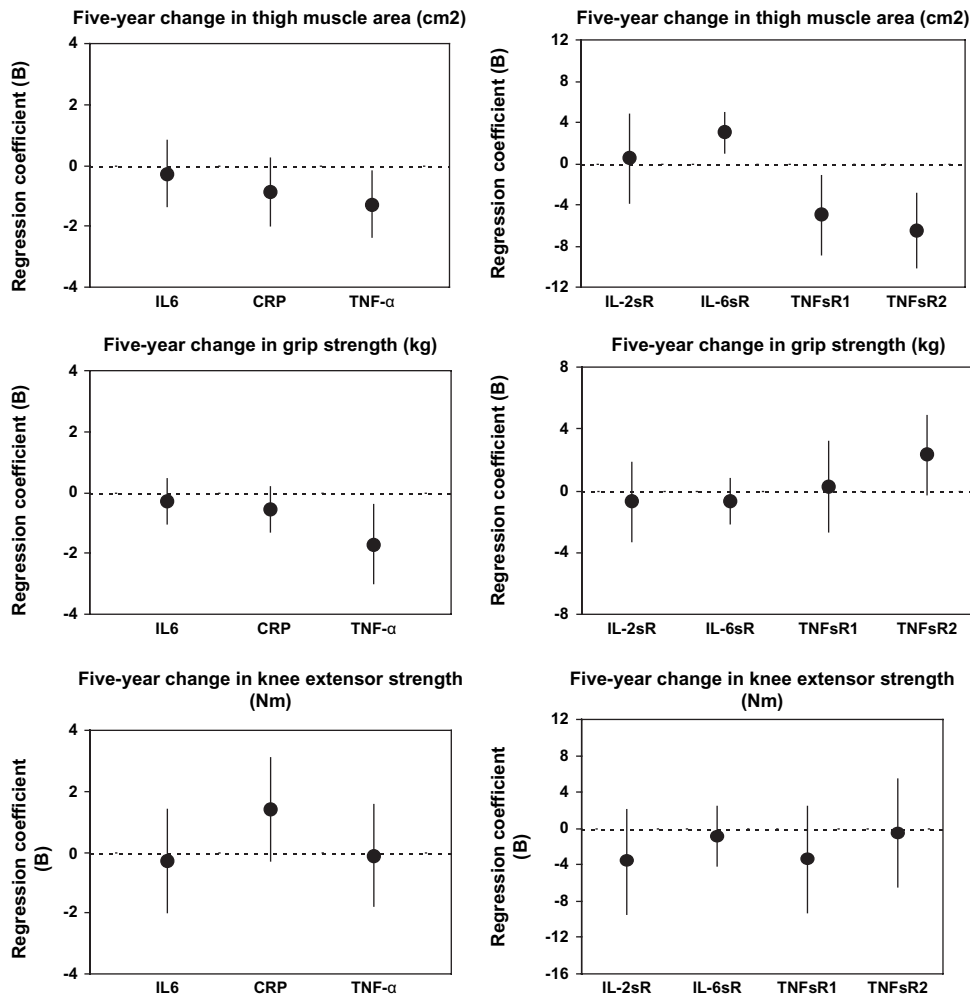 Five-year change in thigh muscle area (cm2)
Regression coefficient (B)
4
2
0
-2
-4
IL6 CRP TNF-α
Five-year change in thigh muscle area (cm2)
Regression coefficient (B)
12
8
4
0
-4
-8
-12
IL-2sR IL-6sR TNFsR1 TNFsR2
Five-year change in grip strength (kg)
Regression coefficient (B)
4
2
0
-2
-4
IL6 CRP TNF-α
Five-year change in grip strength (kg)
Regression coefficient (B)
8
4
0
-4
-8
IL-2sR IL-6sR TNFsR1 TNFsR2
Five-year change in knee extensor strength
(Nm)
Regression coefficient
(B)
4
2
0
-2
-4
IL6 CRP TNF-α
Five-year change in knee extensor strength
(Nm)
Regression coefficient
(B)
12
8
4
0
-4
-8
-12
-16
IL-2sR IL-6sR TNFsR1 TNFsR2